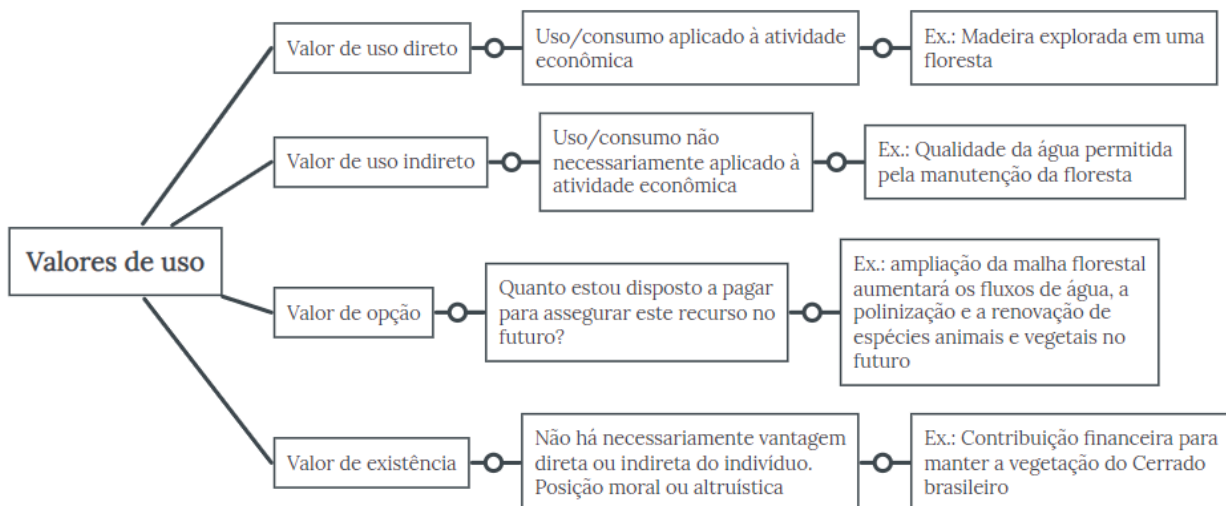 Valor de uso direto
Uso/consumo aplicado à atividade
econômica
Ex.: Madeira explorada em uma
floresta
Valor de uso indireto
Uso/consumo não
necessariamente aplicado à
atividade econômica
Ex.: Qualidade da água permitida
pela manutenção da floresta
Valores de uso
Valor de opção
Quanto estou disposto a pagar
para assegurar este recurso no
futuro?
Ex.: ampliação da malha florestal
aumentará os fluxos de água, a
polinização e a renovação de
espécies animais e vegetais no
futuro
Valor de existência
Não há necessariamente vantagem
direta ou indireta do indivíduo.
Posição moral ou altruística
Ex.: Contribuição financeira para
manter a vegetação do Cerrado
brasileiro